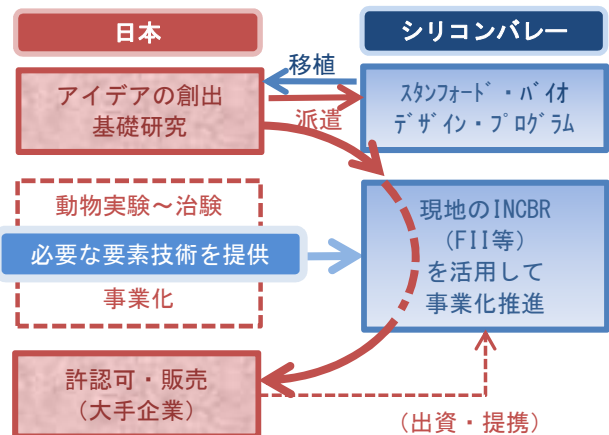 日本
シリコンバレー
移植
アイデアの創出
基礎研究
派遣
ｽﾀﾝﾌｫｰﾄﾞ・ﾊﾞｲｵ
ﾃﾞｻﾞｲﾝ・ﾌﾟﾛｸﾞﾗﾑ
動物実験～治験
必要な要素技術を提供
事業化
現地のINCBR
(FII等)
を活用して
事業化推進
許認可・販売
(大手企業)
(出資・提携)